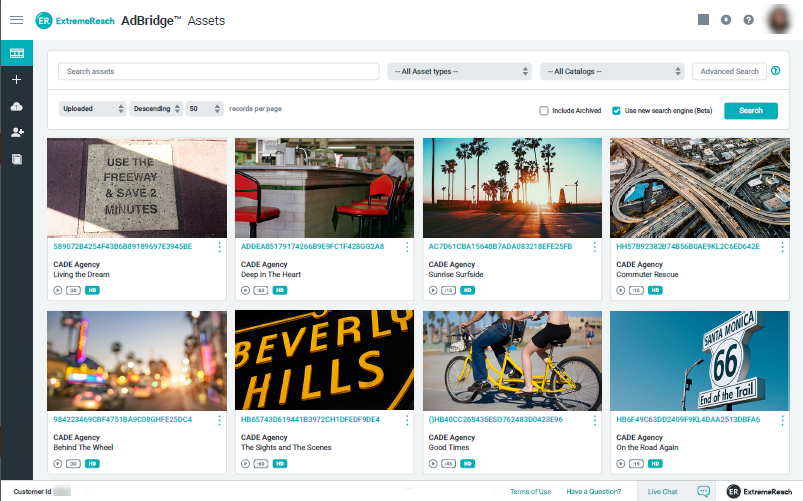 ER ExtremeReach AdBridge™ Assets
Search assets
-- All Asset types --
-- All Catalogs --
Advanced Search
Uploaded
Descending
50
records per page
Include Archived
Use new search engine (Beta)
Search
USE THE
FREEWAY
& SAVE 2
MINUTES
589072B4254F43B6B89189697E3945BE
CADE Agency
Living the Dream
:30 HD
ADDEA85179174266B9E9FC1F428GG2A8
CADE Agency
Deep in The Heart
:60 HD
AC7D61CBA15648B7ADA083218EFE25FB
CADE Agency
Sunrise Surfside
:15 HD
HH57B92382B74B56B0AE9KL2C6ED642E
CADE Agency
Commuter Rescue
:15 HD
984223469CBF4751BA9C08GHFE25DC4
CADE Agency
Behind The Wheel
:30 HD
BEVERLY
HILLS
HB65743D619441B3972CH1DFEDF9DE4
CADE Agency
The Sights and The Scenes
:60 HD
()HB40CC268435ESO762483D0423E96
CADE Agency
Good Times
:45 HD
SANTA MONICA
66
End of the Trail
HB6F49C63DD2409F9KL4DAA2513DBFA6
CADE Agency
On the Road Again
:15 HD
Customer Id
Terms of Use
Have a Question?
Live Chat
ER ExtremeReach